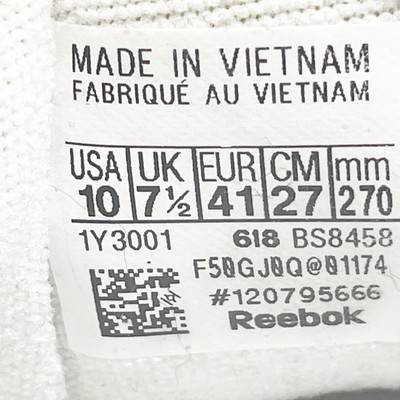 MADE IN VIETNAM
FABRIQUÉ AU VIETNAM
USA UK EUR CM mm
10 7½ 41 27 270
1Y3001 618 BS8458
F50GJ0Q@01174
#120795666
Reebok